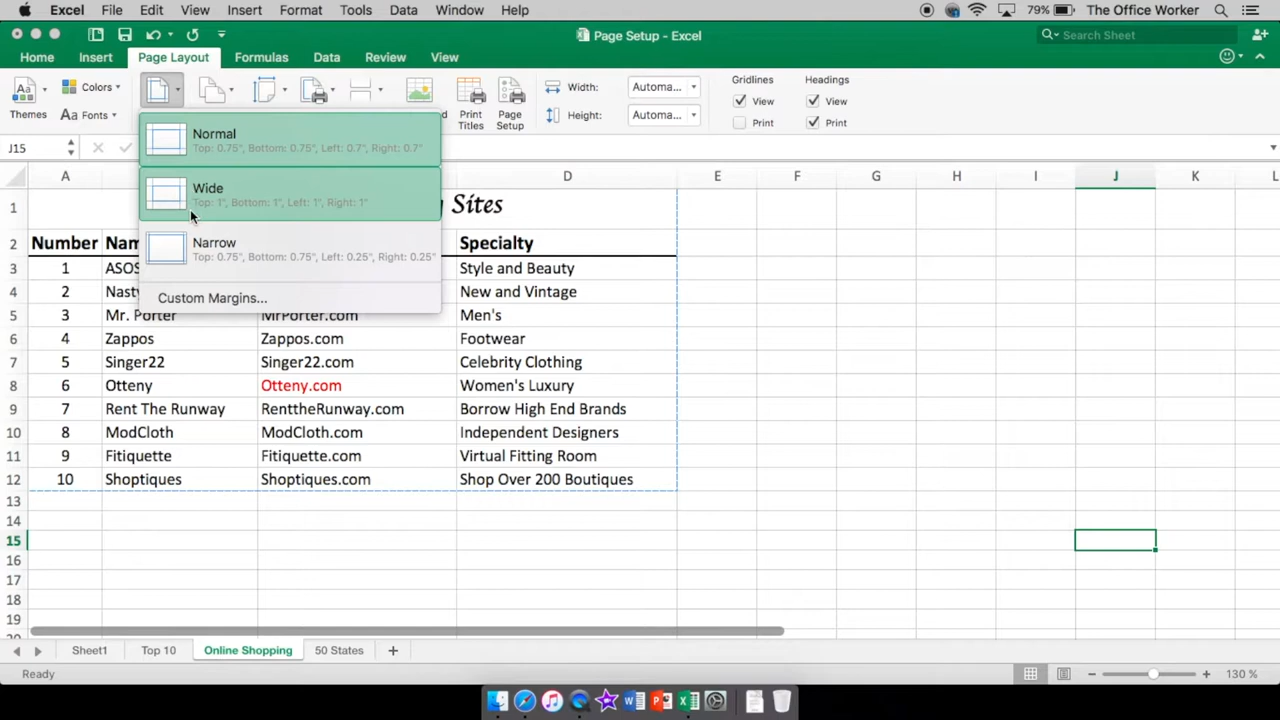 Excel File Edit View Insert Format Tools Data Window Help 79% The Office Worker
Page Setup - Excel Search Sheet
Home Insert Page Layout Formulas Data Review View
Themes Aa Colors Aa Fonts Print Titles Page Setup Width: Automa... Height: Automa... Gridlines View Print Headings View Print
J15
A D E F G H I J K L
Normal
Top: 0.75", Bottom: 0.75", Left: 0.7", Right: 0.7"
Wide
Top: 1", Bottom: 1", Left: 1", Right: 1"
Narrow
Top: 0.75", Bottom: 0.75", Left: 0.25", Right: 0.25"
Custom Margins...
1 Sites
2 Number Specialty
3 1 ASOS Style and Beauty
4 2 New and Vintage
5 3 Mr. Porter MrPorter.com Men's
6 4 Zappos Zappos.com Footwear
7 5 Singer22 Singer22.com Celebrity Clothing
8 6 Otteny Otteny.com Women's Luxury
9 7 Rent The Runway RenttheRunway.com Borrow High End Brands
10 8 ModCloth ModCloth.com Independent Designers
11 9 Fitiquette Fitiquette.com Virtual Fitting Room
12 10 Shoptiques Shoptiques.com Shop Over 200 Boutiques
13
14
15
16
17
18
19
Sheet1 Top 10 Online Shopping 50 States
Ready 130 %